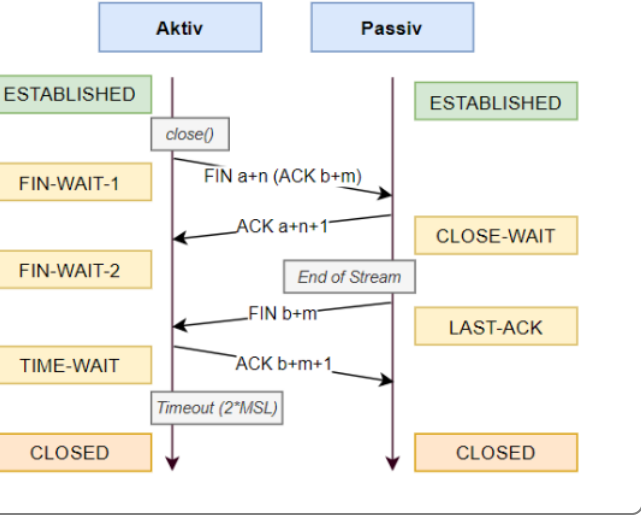 Aktiv
Passiv
ESTABLISHED
ESTABLISHED
close()
FIN a+n (ACK b+m)
FIN-WAIT-1
ACK a+n+1
CLOSE-WAIT
FIN-WAIT-2
End of Stream
FIN b+m
LAST-ACK
TIME-WAIT
ACK b+m+1
Timeout (2*MSL)
CLOSED
CLOSED